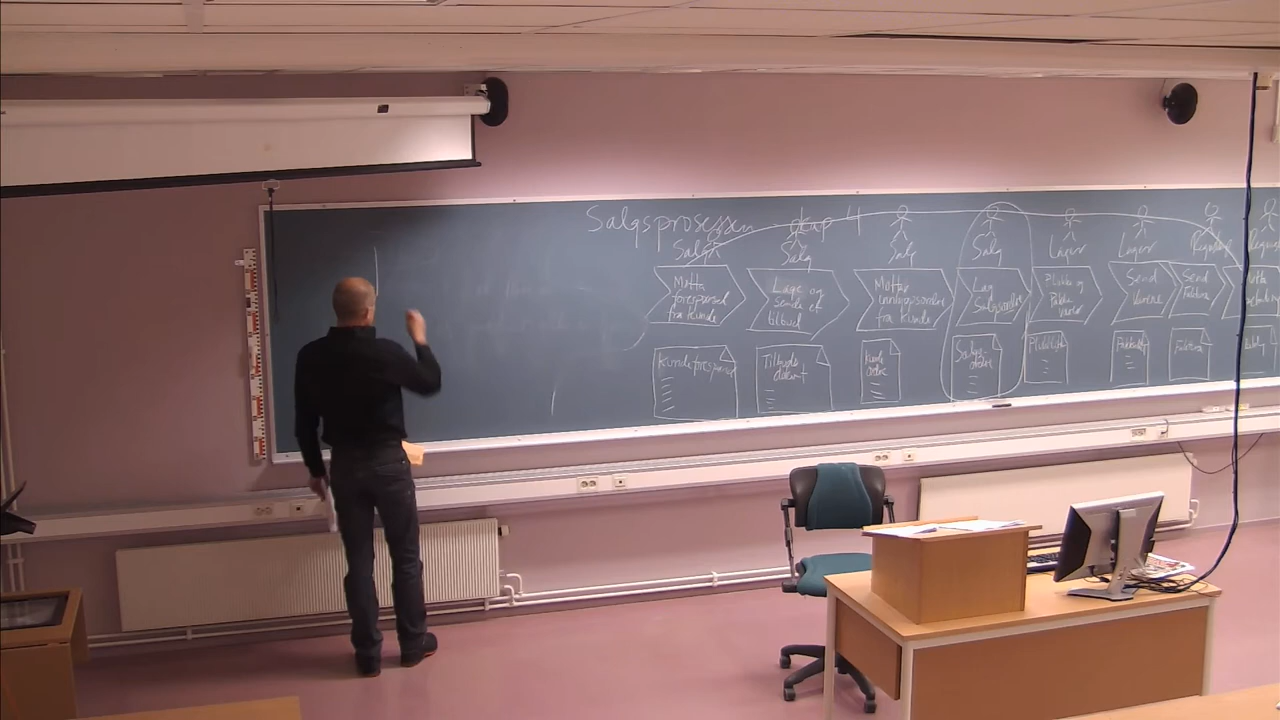 Salgsprosessen kap 4
Salg
Salg
Salg
Salg
Lager
Lager
Motta
forespørsel
fra kunde
Lage og
sende et
tilbud
Motta
innkjøpsordre
fra kunde
Lag
Salgsordre
Plukke og
Pakke
varer
Send
Varene
Send
Faktura
Kundeforespørsel
Tilbuds
dokument
Kunde
ordre
Salgs
ordre
Plukkliste
Faktura